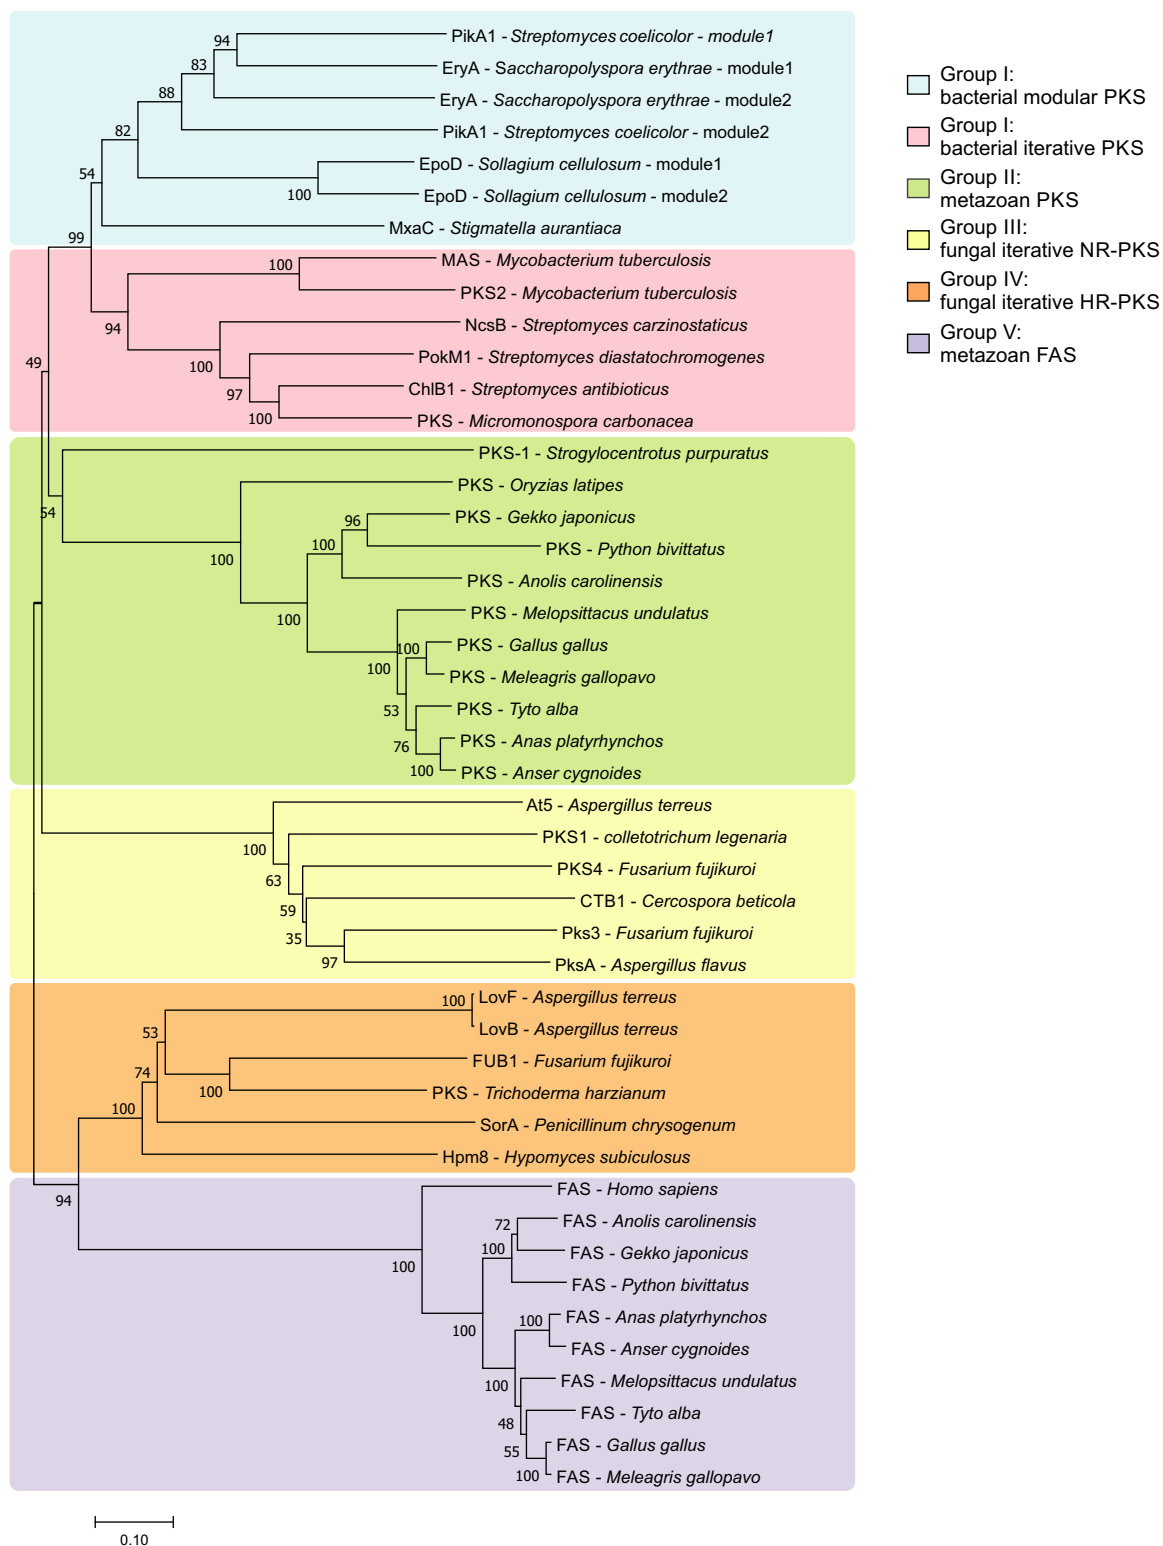 94
PikA1 - Streptomyces coelicolor - module1
83
EryA - Saccharopolyspora erythrae - module1
88
EryA - Saccharopolyspora erythrae - module2
82
PikA1 - Streptomyces coelicolor - module2
54
EpoD - Sollagium cellulosum - module1
100
EpoD - Sollagium cellulosum - module2
MxaC - Stigmatella aurantiaca
99
100
MAS - Mycobacterium tuberculosis
PKS2 - Mycobacterium tuberculosis
94
NcsB - Streptomyces carzinostaticus
49
100
PokM1 - Streptomyces diastatochromogenes
97
ChlB1 - Streptomyces antibioticus
100
PKS - Micromonospora carbonacea
PKS-1 - Strogylocentrotus purpuratus
54
PKS - Oryzias latipes
96
PKS - Gekko japonicus
100
100
PKS - Python bivittatus
PKS - Anolis carolinensis
100
PKS - Melopsittacus undulatus
100
PKS - Gallus gallus
100
PKS - Meleagris gallopavo
53
PKS - Tyto alba
76
PKS - Anas platyrhynchos
100
PKS - Anser cygnoides
At5 - Aspergillus terreus
100
PKS1 - colletotrichum legenaria
63
PKS4 - Fusarium fujikuroi
59
CTB1 - Cercospora beticola
35
Pks3 - Fusarium fujikuroi
97
PksA - Aspergillus flavus
100
LovF - Aspergillus terreus
53
LovB - Aspergillus terreus
74
FUB1 - Fusarium fujikuroi
100
PKS - Trichoderma harzianum
100
SorA - Penicillinum chrysogenum
Hpm8 - Hypomyces subiculosus
94
FAS - Homo sapiens
72
FAS - Anolis carolinensis
100
100
FAS - Gekko japonicus
FAS - Python bivittatus
100
100
FAS - Anas platyrhynchos
FAS - Anser cygnoides
100
FAS - Melopsittacus undulatus
48
FAS - Tyto alba
55
FAS - Gallus gallus
100
FAS - Meleagris gallopavo
0.10
Group I:
bacterial modular PKS
Group I:
bacterial iterative PKS
Group II:
metazoan PKS
Group III:
fungal iterative NR-PKS
Group IV:
fungal iterative HR-PKS
Group V:
metazoan FAS